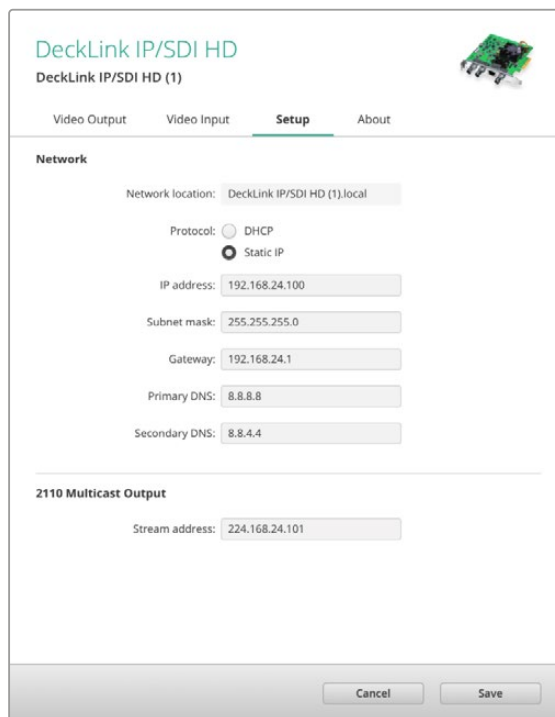 DeckLink IP/SDI HD
DeckLink IP/SDI HD (1)
Video Output Video Input Setup About
Network
Network location: DeckLink IP/SDI HD (1).local
Protocol: DHCP
Static IP
IP address: 192.168.24.100
Subnet mask: 255.255.255.0
Gateway: 192.168.24.1
Primary DNS: 8.8.8.8
Secondary DNS: 8.8.4.4
2110 Multicast Output
Stream address: 224.168.24.101
Cancel Save